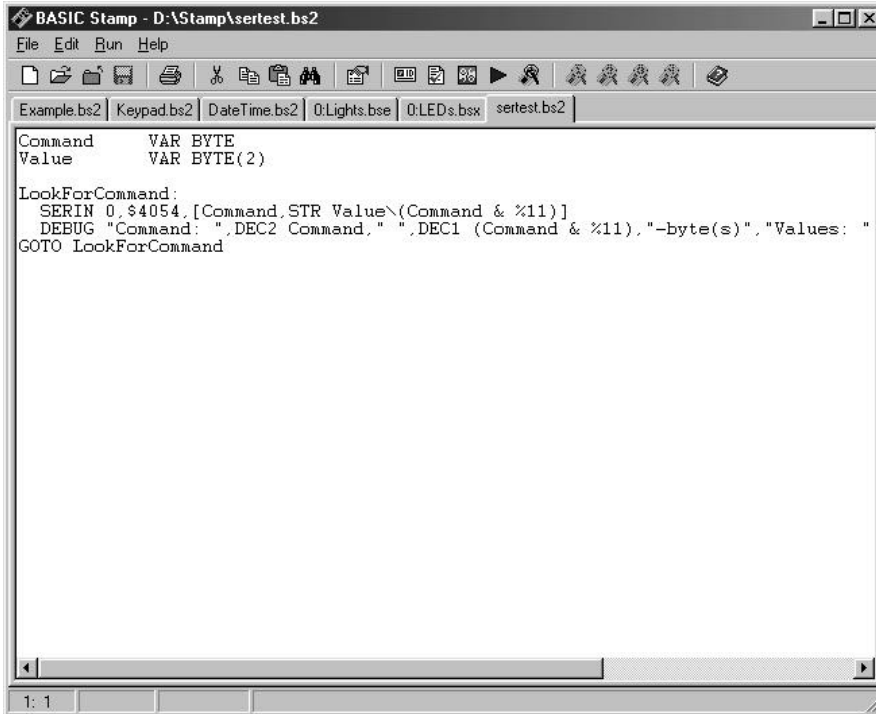 BASIC Stamp - D:\Stamp\sertest.bs2
File Edit Run Help
Example.bs2 Keypad.bs2 DateTime.bs2 0:Lights.bse 0:LEDs.bsx sertest.bs2
Command VAR BYTE
Value VAR BYTE(2)
LookForCommand:
SERIN 0,$4054,[Command,STR Value\(Command & %11)]
DEBUG "Command: ",DEC2 Command," ",DEC1 (Command & %11),"-byte(s)","Values: "
GOTO LookForCommand
1: 1